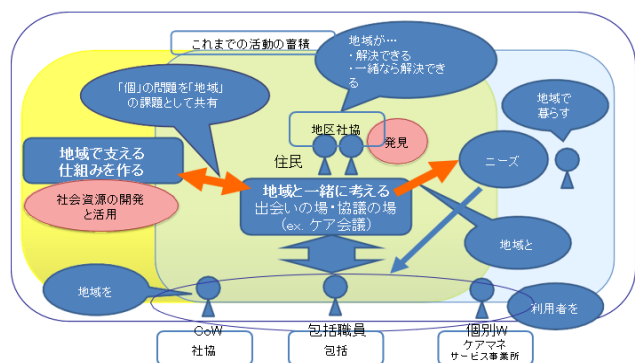 これまでの活動の蓄積
地域が…
・解決できる
・一緒なら解決でき
る
「個」の問題を「地域」
の課題として共有
地域で
暮らす
地区社協
発見
住民
ニーズ
地域で支える
仕組みを作る
社会資源の開発
と活用
地域と一緒に考える
出会いの場・協議の場
(ex. ケア会議)
地域と
地域を
利用者を
CoW
包括職員
個別W
社協
包括
ケアマネ
サービス事業所